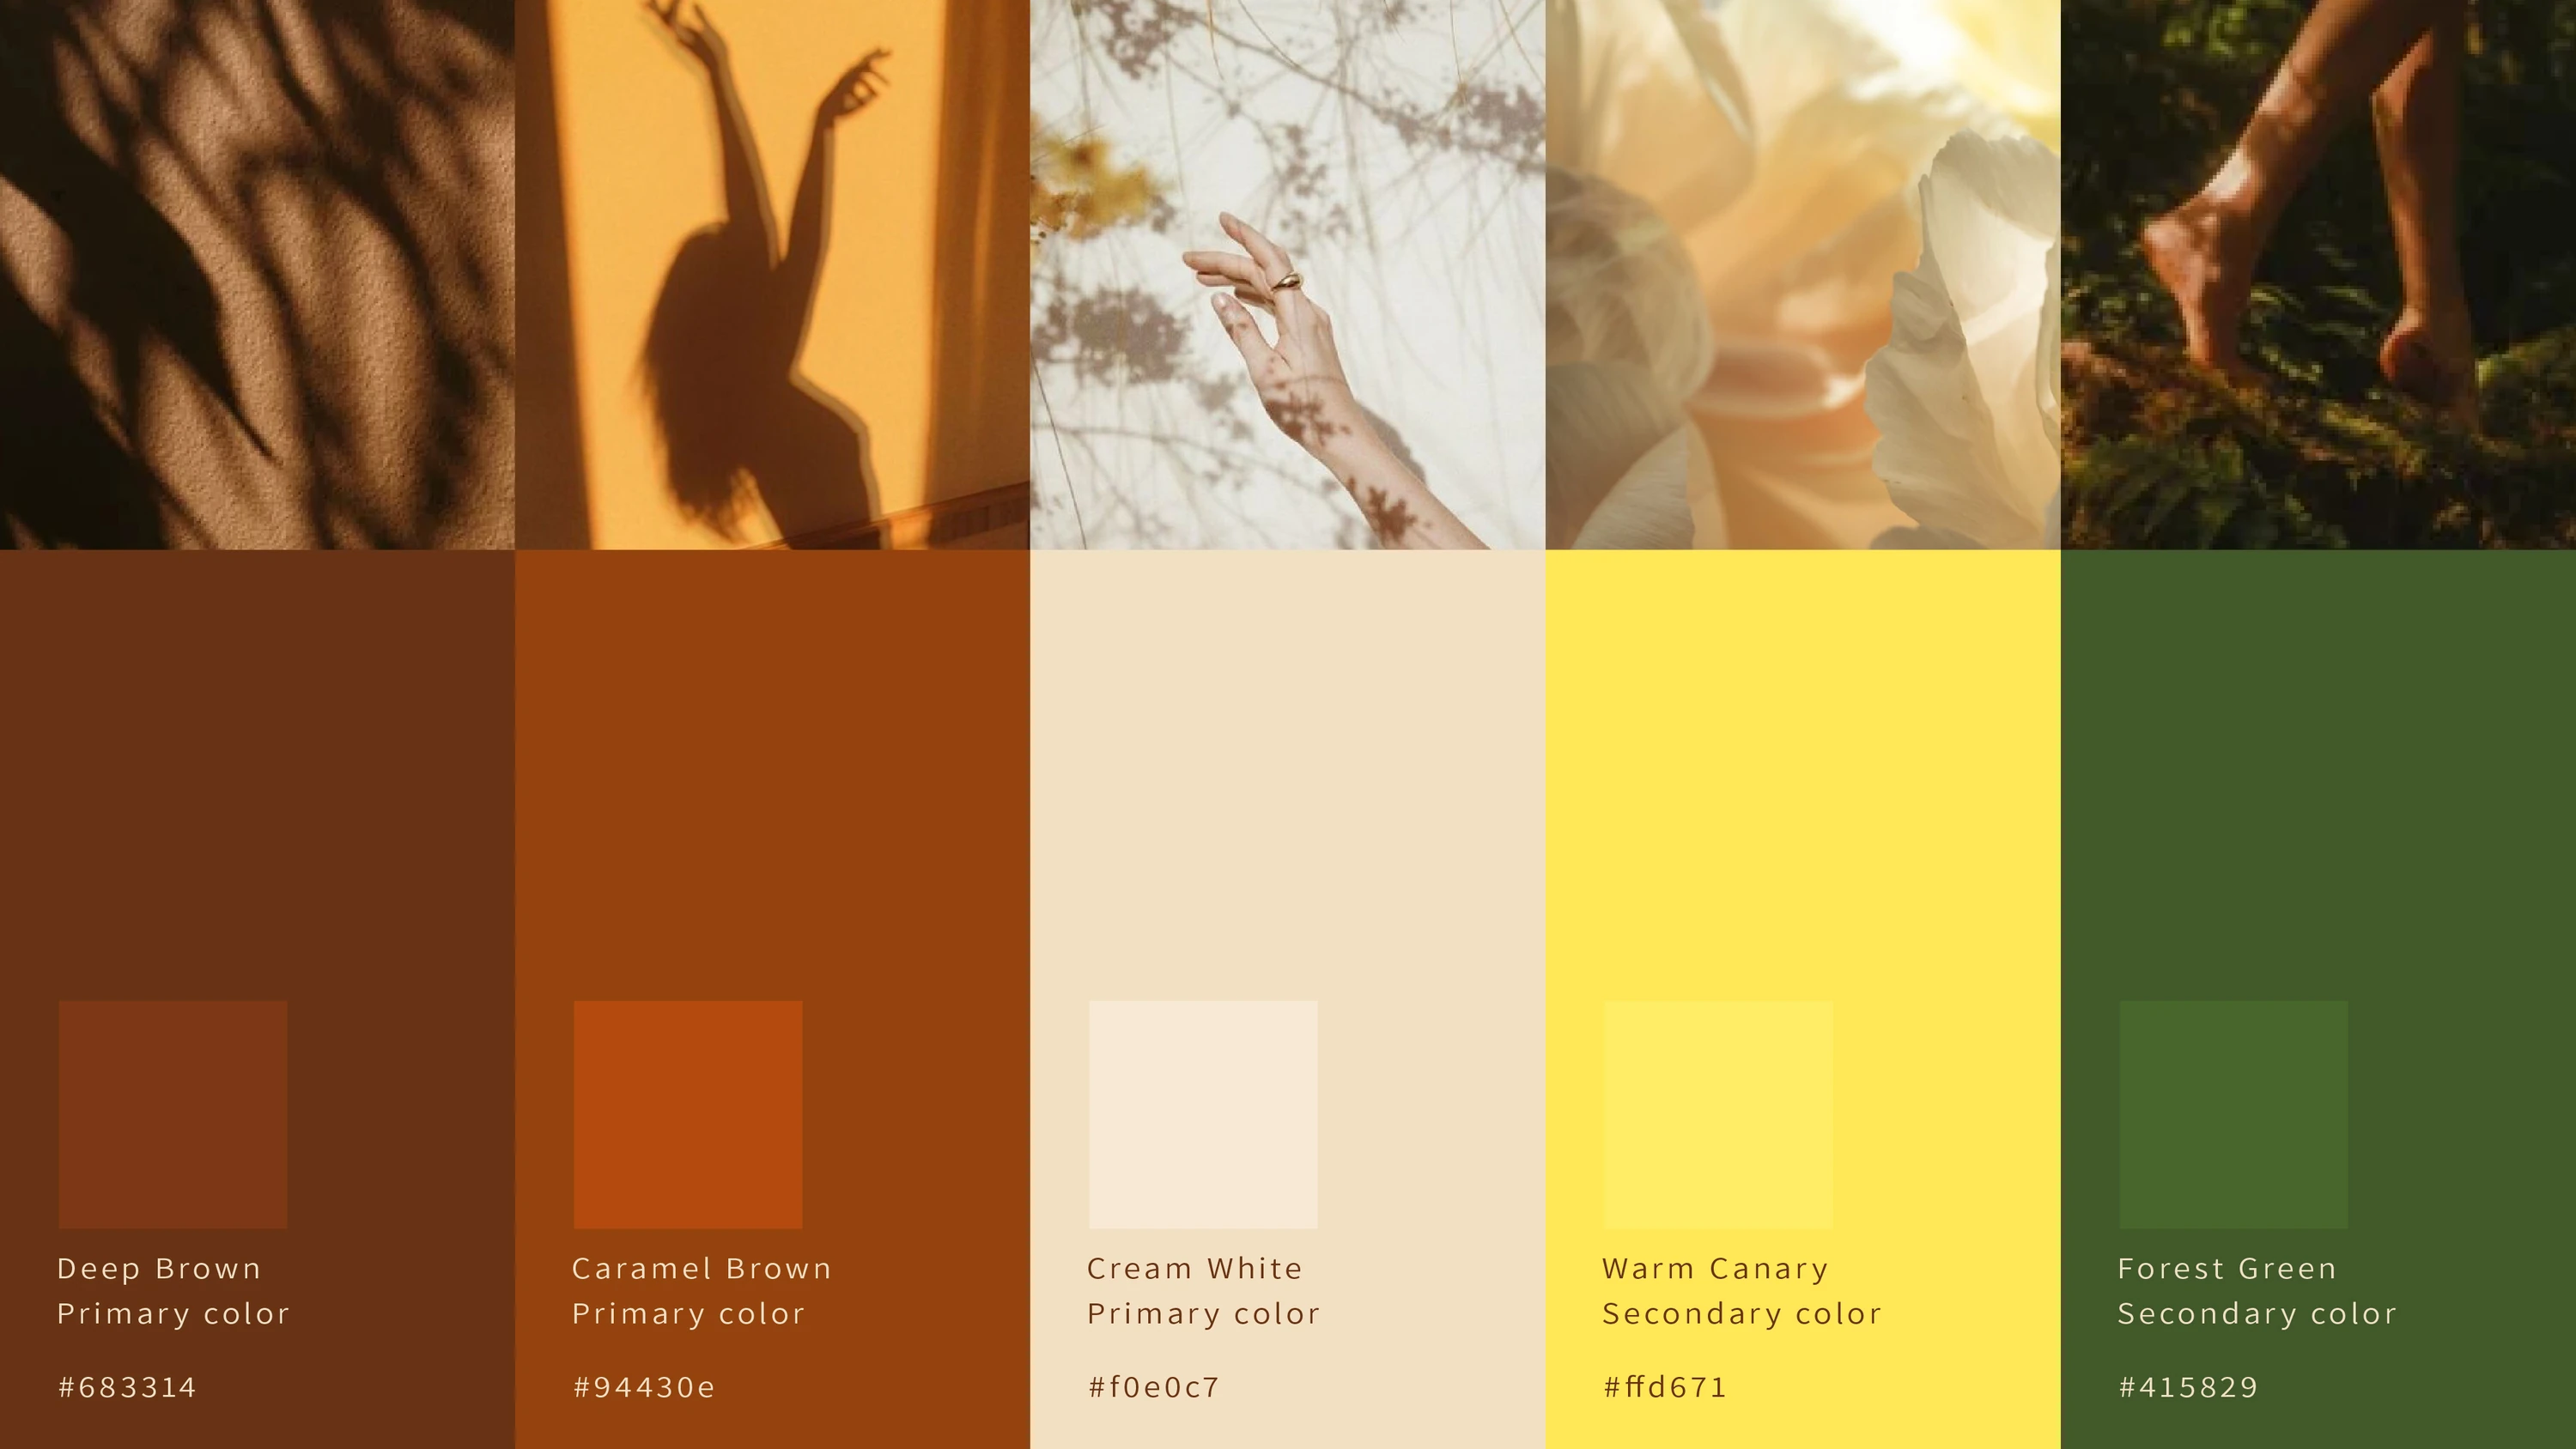 Deep Brown
Primary color
#683314
Caramel Brown
Primary color
#94430e
Cream White
Primary color
#f0e0c7
Warm Canary
Secondary color
#ffd671
Forest Green
Secondary color
#415829